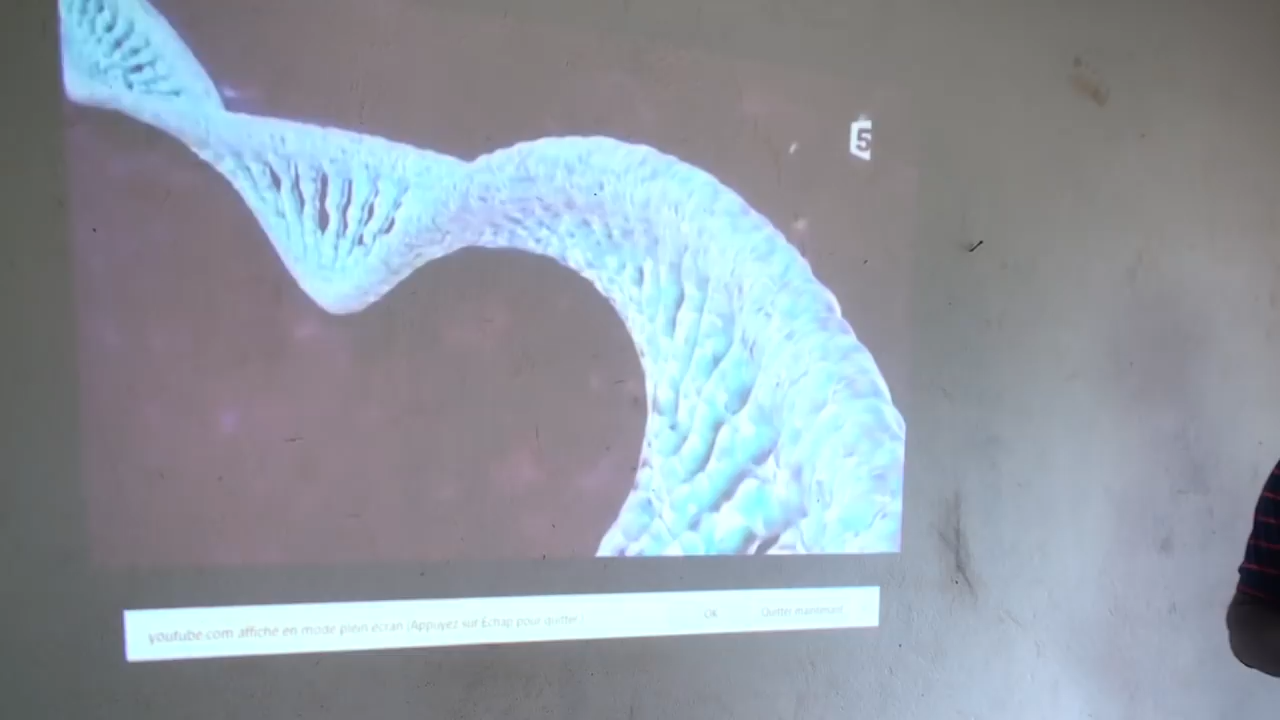 5
youtube.com affiche en mode plein écran (Appuyez sur Échap pour quitter)
OK
Quitter maintenant